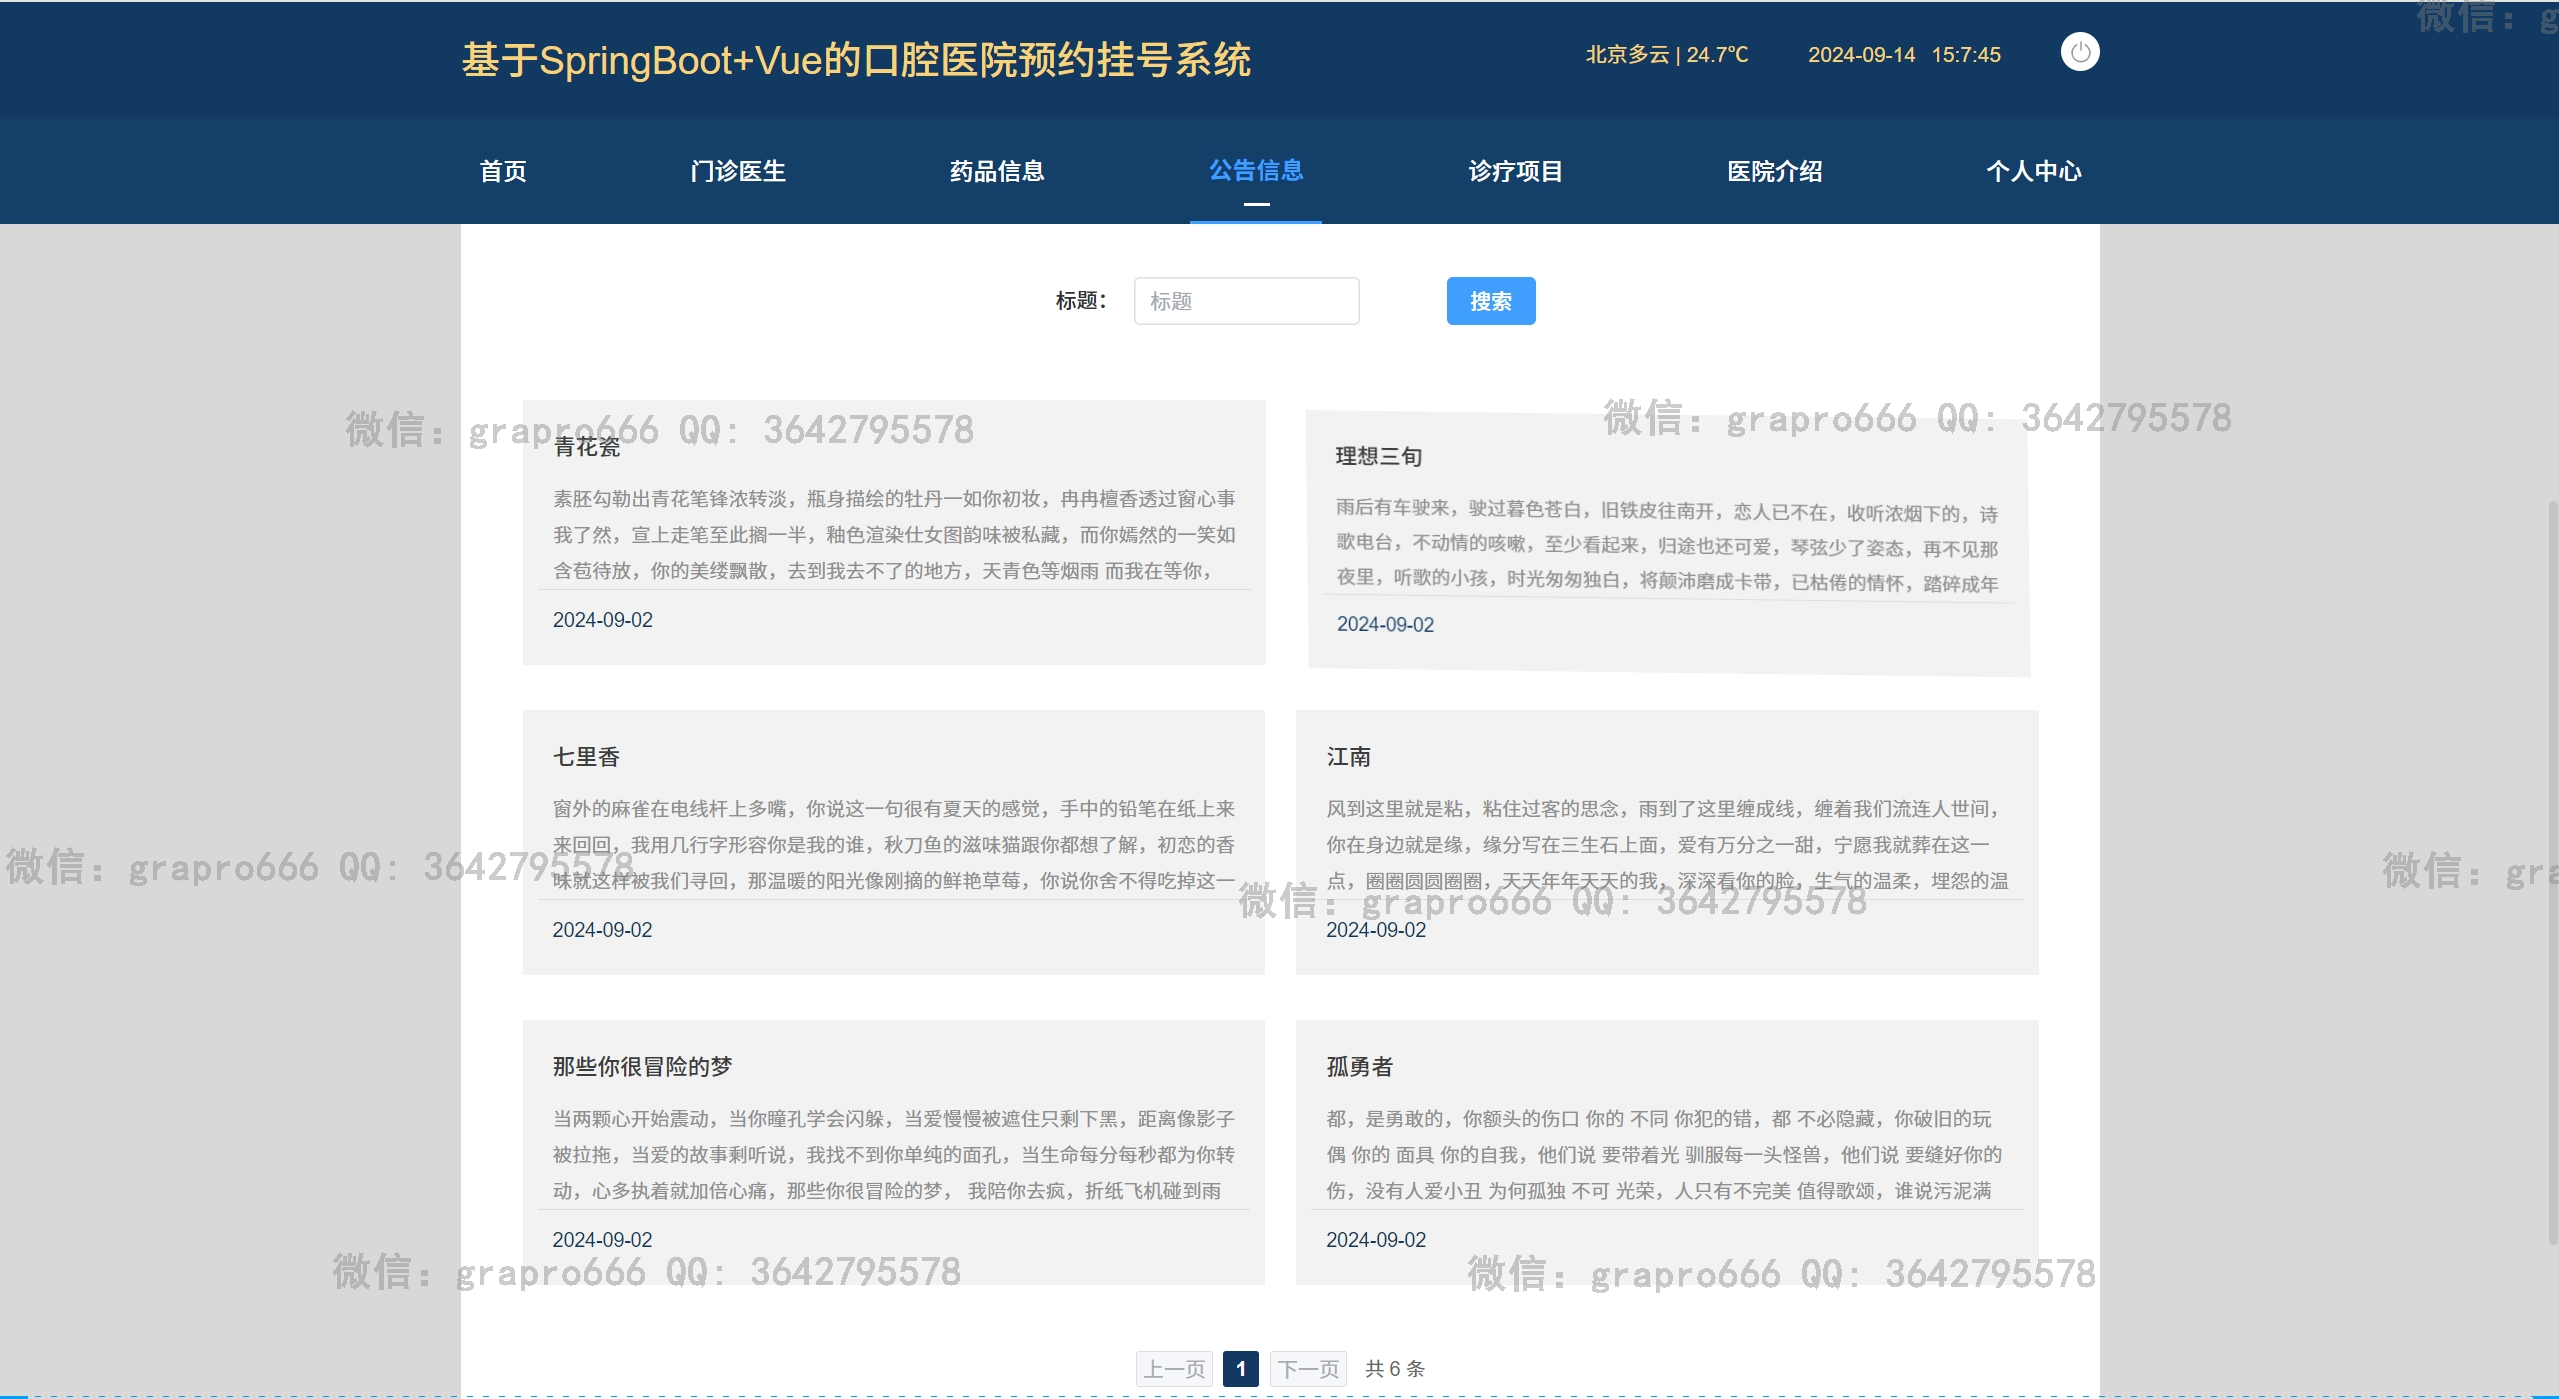 微信：g
基于SpringBoot+Vue的口腔医院预约挂号系统
北京多云 | 24.7℃
2024-09-14 15:7:45
首页
门诊医生
药品信息
公告信息
诊疗项目
医院介绍
个人中心
标题：
标题
搜索
微信：grapro666 QQ: 3642795578
微信：grapro666 QQ: 3642795578
青花瓷
素胚勾勒出青花笔锋浓转淡，瓶身描绘的牡丹一如你初妆，冉冉檀香透过窗心事
我了然，宣上走笔至此搁一半，釉色渲染仕女图韵味被私藏，而你嫣然的一笑如
含苞待放，你的美缕飘散，去到我去不了的地方，天青色等烟雨 而我在等你，
2024-09-02
理想三旬
雨后有车驶来，驶过暮色苍白，旧铁皮往南开，恋人已不在，收听浓烟下的，诗
歌电台，不动情的咳嗽，至少看起来，归途也还可爱，琴弦少了姿态，再不见那
夜里，听歌的小孩，时光匆匆独白，将颠沛磨成卡带，已枯倦的情怀，踏碎成年
2024-09-02
七里香
窗外的麻雀在电线杆上多嘴，你说这一句很有夏天的感觉，手中的铅笔在纸上来
来回回，我用几行字形容你是我的谁，秋刀鱼的滋味猫跟你都想了解，初恋的香
味就这样被我们寻回，那温暖的阳光像刚摘的鲜艳草莓，你说你舍不得吃掉这一
2024-09-02
江南
风到这里就是粘，粘住过客的思念，雨到了这里缠成线，缠着我们流连人世间，
你在身边就是缘，缘分写在三生石上面，爱有万分之一甜，宁愿我就葬在这一
点，圈圈圆圆圈圈，天天年年天天的我，深深看你的脸，生气的温柔，埋怨的温
2024-09-02
微信：grapro666 QQ: 3642795578
微信：grapro666 QQ: 3642795578
微信：gra
那些你很冒险的梦
当两颗心开始震动，当你瞳孔学会闪躲，当爱慢慢被遮住只剩下黑，距离像影子
被拉拖，当爱的故事剩听说，我找不到你单纯的面孔，当生命每分每秒都为你转
动，心多执着就加倍心痛，那些你很冒险的梦， 我陪你去疯，折纸飞机碰到雨
2024-09-02
孤勇者
都，是勇敢的，你额头的伤口 你的 不同 你犯的错，都 不必隐藏，你破旧的玩
偶 你的 面具 你的自我，他们说 要带着光 驯服每一头怪兽，他们说 要缝好你的
伤，没有人爱小丑 为何孤独 不可 光荣，人只有不完美 值得歌颂，谁说污泥满
2024-09-02
微信：grapro666 QQ: 3642795578
微信：grapro666 QQ: 3642795578
上一页
1
下一页
共 6 条